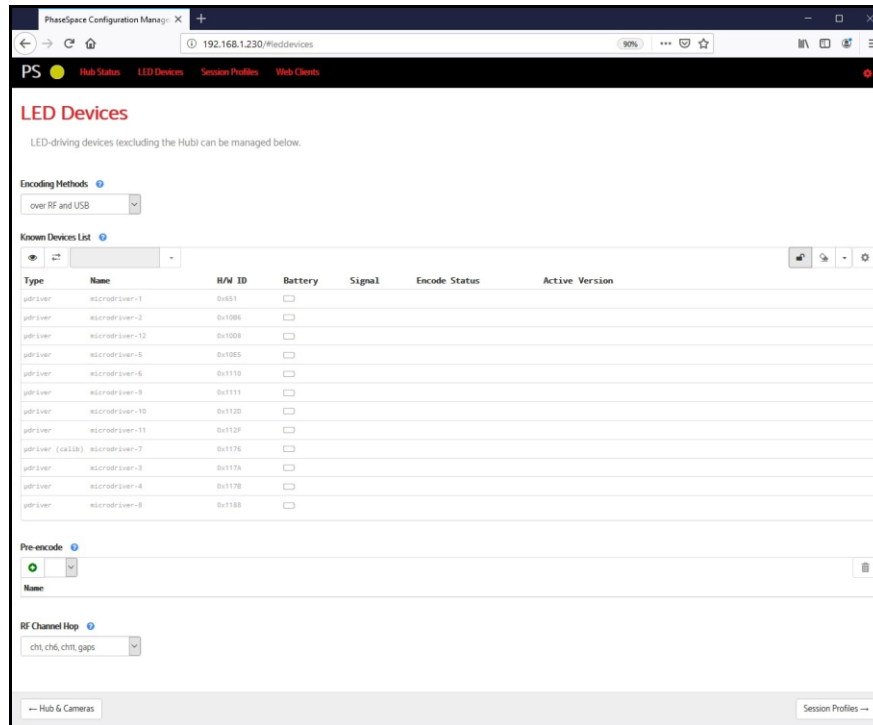 PhaseSpace Configuration Manage
192.168.1.230/#leddevices 90%
PS Hub Status LED Devices Session Profiles Web Clients
LED Devices
LED-driving devices (excluding the Hub) can be managed below.
Encoding Methods
over RF and USB
Known Devices List
Type Name H/W ID Battery Signal Encode Status Active Version
µdriver microdriver-1 0x651
µdriver microdriver-2 0x10B6
µdriver microdriver-12 0x10D8
µdriver microdriver-5 0x10E5
µdriver microdriver-6 0x1110
µdriver microdriver-9 0x1111
µdriver microdriver-10 0x112D
µdriver microdriver-11 0x112F
µdriver (calib) microdriver-7 0x1176
µdriver microdriver-3 0x117A
µdriver microdriver-4 0x117B
µdriver microdriver-8
Pre-encode
Name
RF Channel Hop
ch1, ch6, ch11, gaps
← Hub & Cameras Session Profiles →